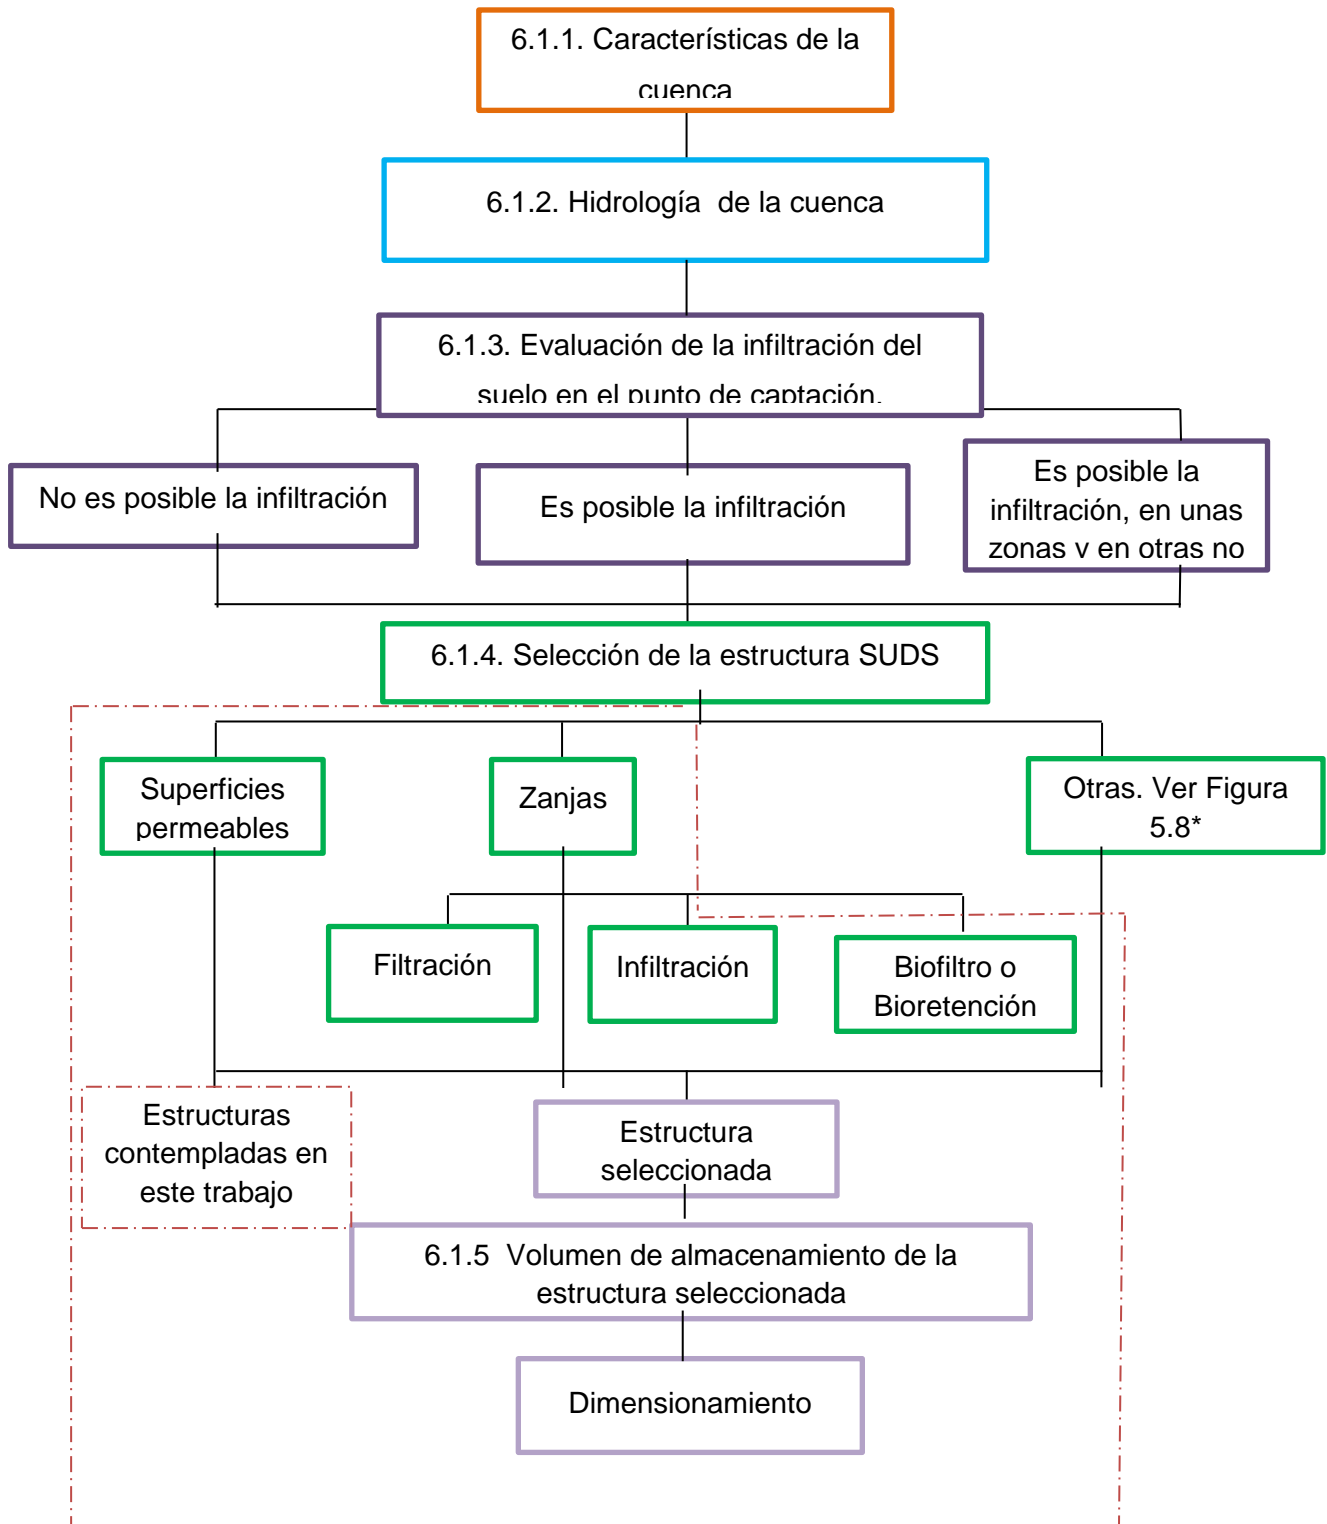 6.1.1. Características de la
cuenca
6.1.2. Hidrología de la cuenca
6.1.3. Evaluación de la infiltración del
suelo en el punto de captación.
No es posible la infiltración
Es posible la infiltración
Es posible la
infiltración, en unas
zonas y en otras no
6.1.4. Selección de la estructura SUDS
Superficies
permeables
Zanjas
Otras. Ver Figura
5.8*
Filtración
Infiltración
Biofiltro o
Bioretención
Estructuras
contempladas en
este trabajo
Estructura
seleccionada
6.1.5 Volumen de almacenamiento de la
estructura seleccionada
Dimensionamiento